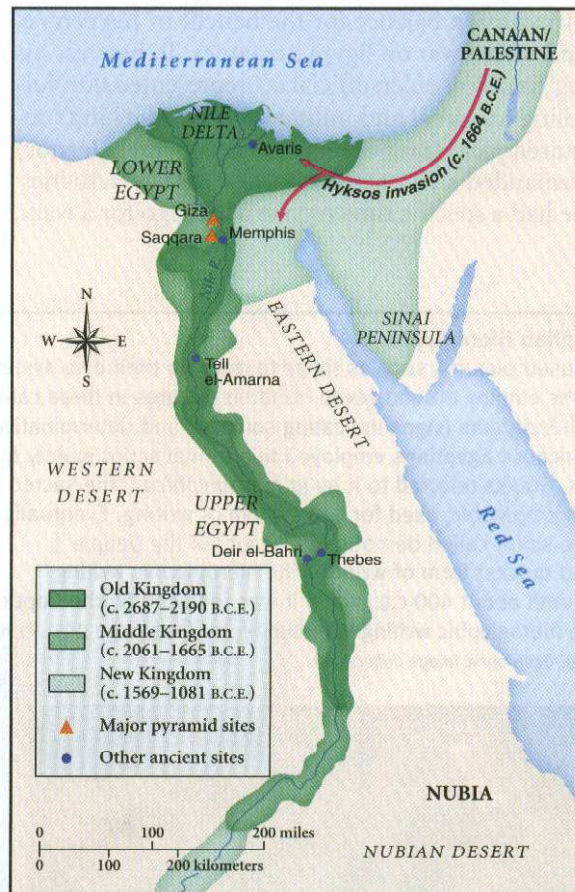 CANAAN/
PALESTINE
Mediterranean Sea
Hyksos invasion (c. 1664 B.C.E.)
NILE
DELTA
Avaris
LOWER
EGYPT
Giza
Saqqara
Memphis
Nile R.
N
W
E
S
SINAI
PENINSULA
EASTERN DESERT
Tell
el-Amarna
WESTERN
DESERT
UPPER
EGYPT
Red Sea
Deir el-Bahri
Thebes
Old Kingdom
(c. 2687–2190 B.C.E.)
Middle Kingdom
(c. 2061–1665 B.C.E.)
New Kingdom
(c. 1569–1081 B.C.E.)
Major pyramid sites
Other ancient sites
NUBIA
NUBIAN DESERT
0 100 200 miles
0 100 200 kilometers